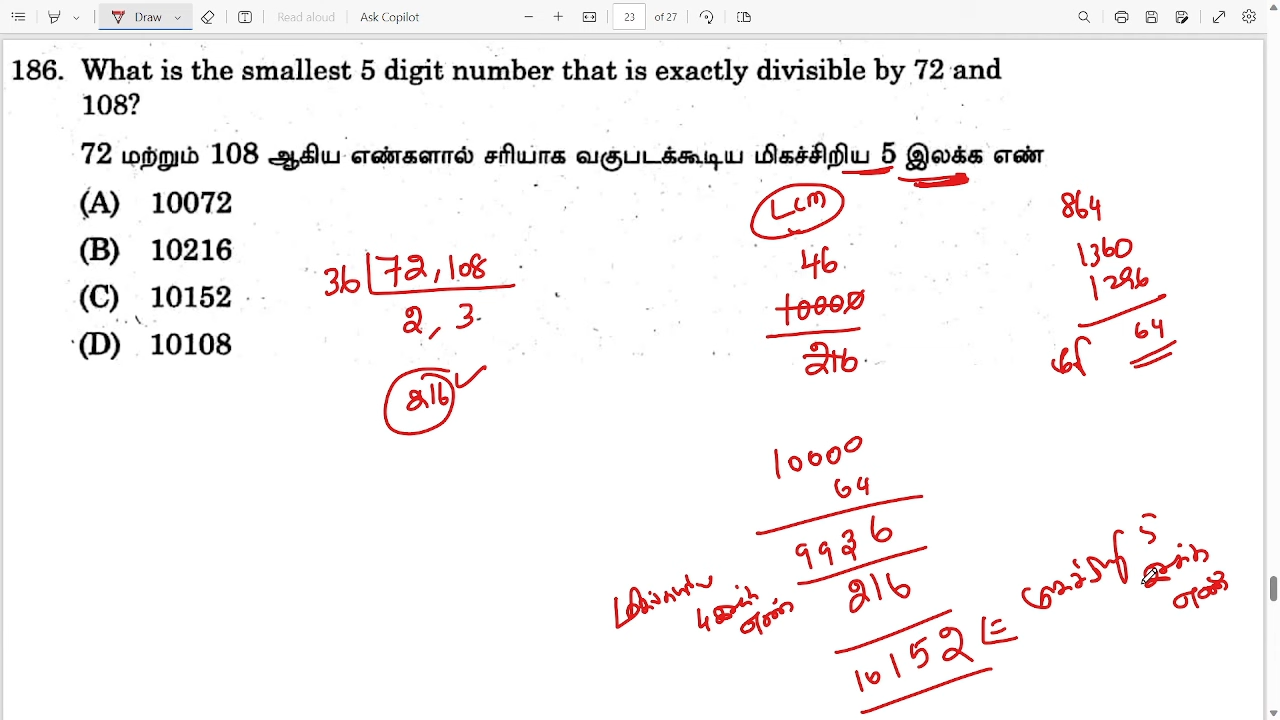 Draw
Read aloud
Ask Copilot
23 of 27
186. What is the smallest 5 digit number that is exactly divisible by 72 and
108?
72 மற்றும் 108 ஆகிய எண்களால் சரியாக வகுபடக்கூடிய மிகச்சிறிய 5 இலக்க எண்
(A) 10072
(B) 10216
(C) 10152
(D) 10108
36 72, 108
2, 3
216
LCM
46
10000
216
864
1360
1296
64
10000
64
9936
216
10152 =
5
எண்